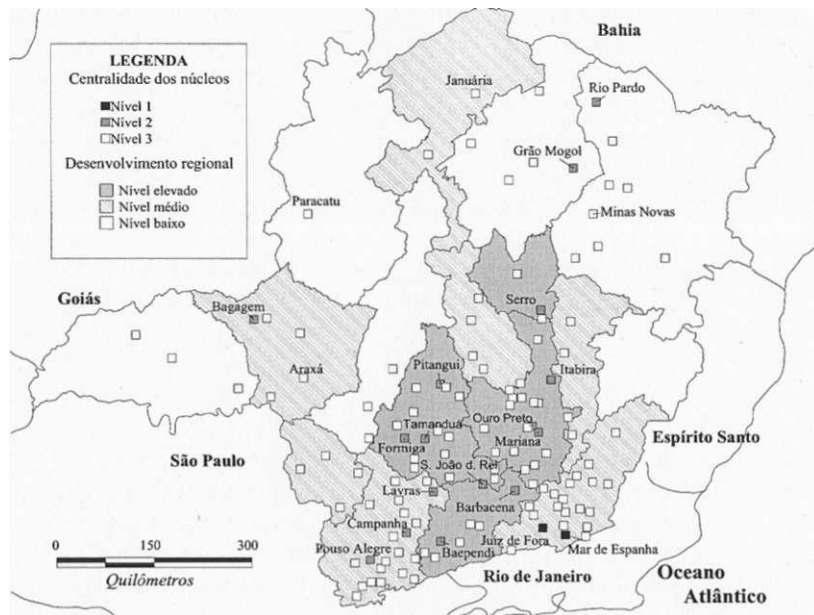 Bahia
LEGENDA
Centralidade dos núcleos
Nível 1
Nível 2
Nível 3
Desenvolvimento regional
Nível elevado
Nível médio
Nível baixo
Januária
Rio Pardo
Grão Mogol
Paracatu
Minas Novas
Goiás
Serro
Bagagem
Araxá
Pitangui
Itabira
Ouro Preto
Tamanduá
Mariana
Formiga
Espírito Santo
São Paulo
S. João d. Rei
Lavras
Barbacena
Campanha
Juiz de Fora
Pouso Alegre
Baependi
Mar de Espanha
0 150 300
Quilômetros
Rio de Janeiro
Oceano
Atlântico